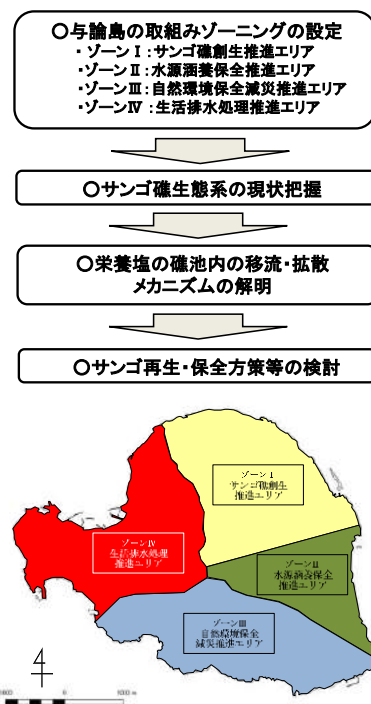 ○与論島の取組みゾーニングの設定
・ゾーンⅠ:サンゴ礁創生推進エリア
・ゾーンⅡ:水源涵養保全推進エリア
・ゾーンⅢ:自然環境保全減災推進エリア
・ゾーンⅣ:生活排水処理推進エリア
○サンゴ礁生態系の現状把握
○栄養塩の礁池内の移流・拡散
メカニズムの解明
○サンゴ再生・保全方策等の検討
ゾーンⅠ
サンゴ礁創生
推進エリア
ゾーンⅣ
生活排水処理
推進エリア
ゾーンⅡ
水源涵養保全
推進エリア
ゾーンⅢ
自然環境保全
減災推進エリア
4
0